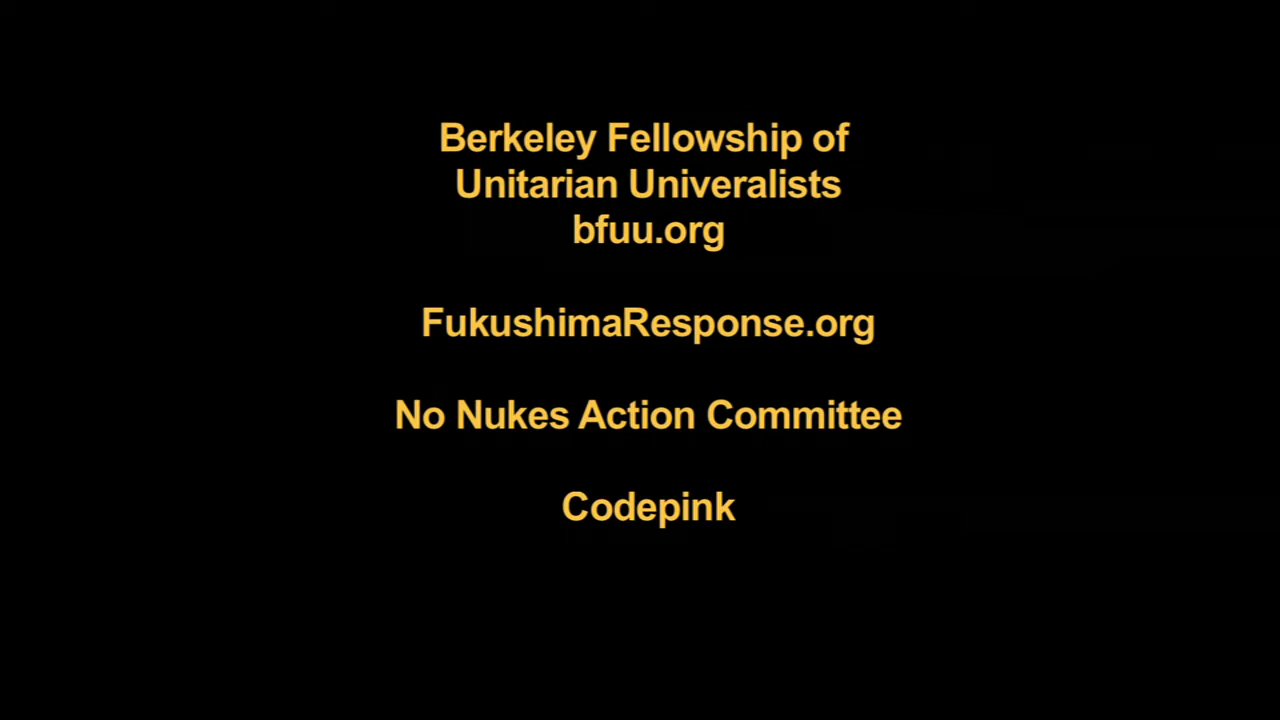 Berkeley Fellowship of
Unitarian Univeralists
bfuu.org
FukushimaResponse.org
No Nukes Action Committee
Codepink